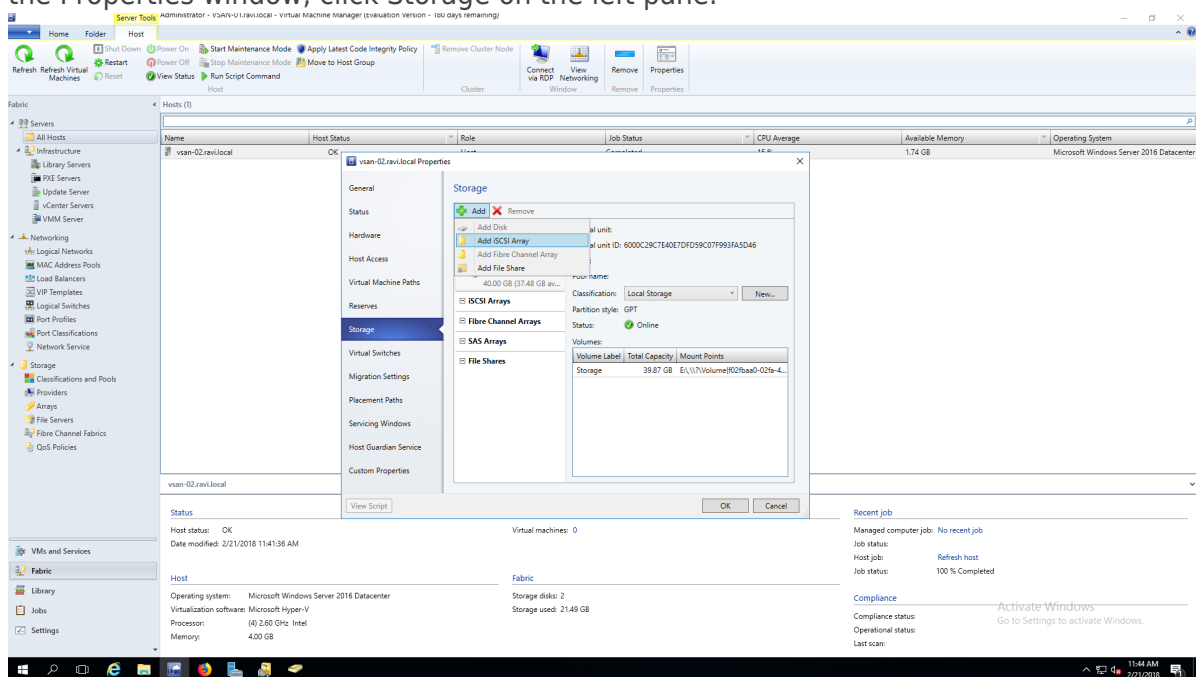 the Properties window, click Storage on the left pane.
Server Tools
Administrator - VSAN-01.ravi.local - Virtual Machine Manager (Evaluation Version - 180 days remaining)
Home Folder Host
Refresh
Refresh Virtual Machines
Shut Down
Restart
Reset
Power On
Power Off
View Status
Start Maintenance Mode
Stop Maintenance Mode
Run Script Command
Apply Latest Code Integrity Policy
Move to Host Group
Host
Remove Cluster Node
Cluster
Connect via RDP
View Networking
Window
Remove
Remove
Properties
Properties
Fabric
Servers
All Hosts
Infrastructure
Library Servers
PXE Servers
Update Server
vCenter Servers
VMM Server
Networking
Logical Networks
MAC Address Pools
Load Balancers
VIP Templates
Logical Switches
Port Profiles
Port Classifications
Network Service
Storage
Classifications and Pools
Providers
Arrays
File Servers
Fibre Channel Fabrics
QoS Policies
VMs and Services
Fabric
Library
Jobs
Settings
Hosts (1)
Name Host Status Role Job Status CPU Average Available Memory Operating System
vsan-02.ravi.local OK Host Completed 15 % 1.74 GB Microsoft Windows Server 2016 Datacenter
vsan-02.ravi.local Properties
General
Status
Hardware
Host Access
Virtual Machine Paths
Reserves
Storage
Virtual Switches
Migration Settings
Placement Paths
Servicing Windows
Host Guardian Service
Custom Properties
Storage
Add Remove
Add Disk
Add iSCSI Array
Add Fibre Channel Array
Add File Share
40.00 GB (37.48 GB av...
iSCSI Arrays
Fibre Channel Arrays
SAS Arrays
File Shares
al unit:
al unit ID: 6000C29C7E40E7DFD59C07F993FA5D46
Pool name:
Classification: Local Storage New...
Partition style: GPT
Status: Online
Volumes:
Volume Label Total Capacity Mount Points
Storage 39.87 GB E:\,\\?\Volume{f02fbaa0-02fa-4...
View Script OK Cancel
vsan-02.ravi.local
Status
Host status: OK
Date modified: 2/21/2018 11:41:36 AM
Virtual machines: 0
Host
Operating system: Microsoft Windows Server 2016 Datacenter
Virtualization software: Microsoft Hyper-V
Processor: (4) 2.60 GHz Intel
Memory: 4.00 GB
Fabric
Storage disks: 2
Storage used: 21.49 GB
Recent job
Managed computer job: No recent job
Job status:
Host job: Refresh host
Job status: 100 % Completed
Compliance
Compliance status:
Operational status:
Last scan:
Activate Windows
Go to Settings to activate Windows.
11:44 AM
2/21/2018